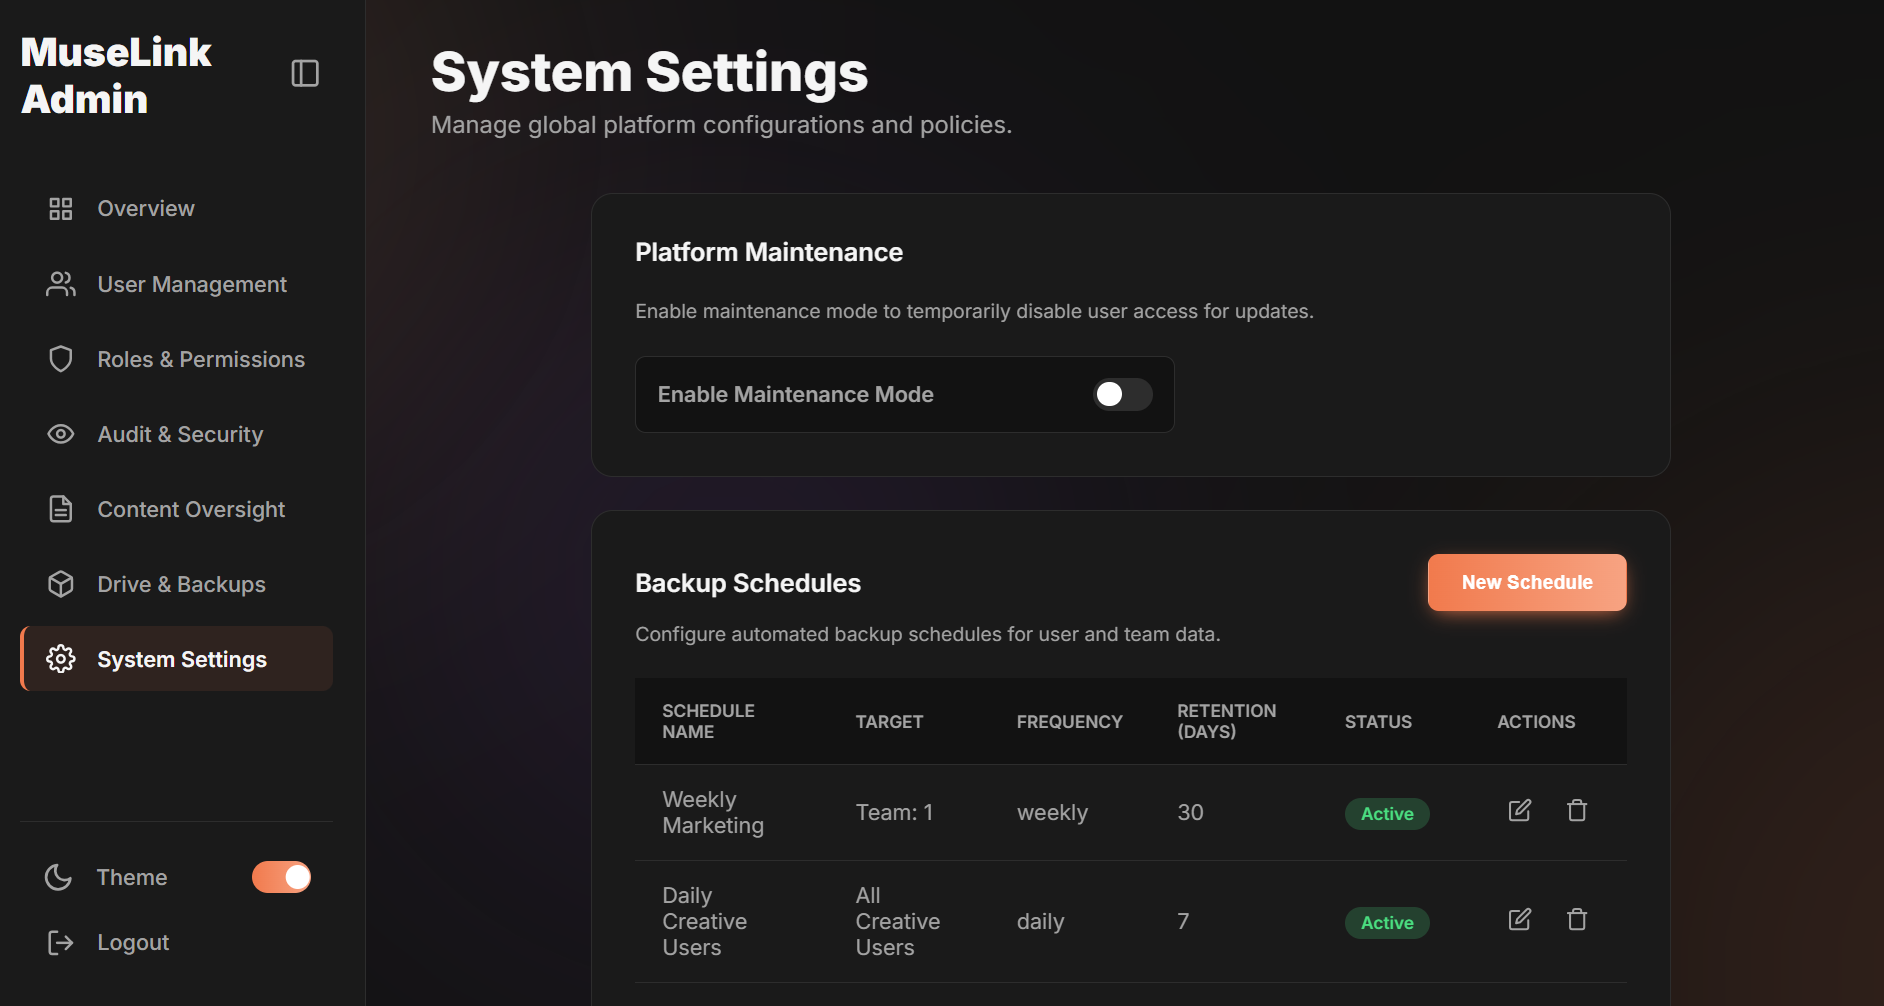 MuseLink
Admin
Overview
User Management
Roles & Permissions
Audit & Security
Content Oversight
Drive & Backups
System Settings
Theme
Logout
System Settings
Manage global platform configurations and policies.
Platform Maintenance
Enable maintenance mode to temporarily disable user access for updates.
Enable Maintenance Mode
Backup Schedules
New Schedule
Configure automated backup schedules for user and team data.
SCHEDULE
NAME
TARGET
FREQUENCY
RETENTION
(DAYS)
STATUS
ACTIONS
Weekly
Marketing
Team: 1
weekly
30
Active
Daily
Creative
Users
All
Creative
Users
daily
7
Active